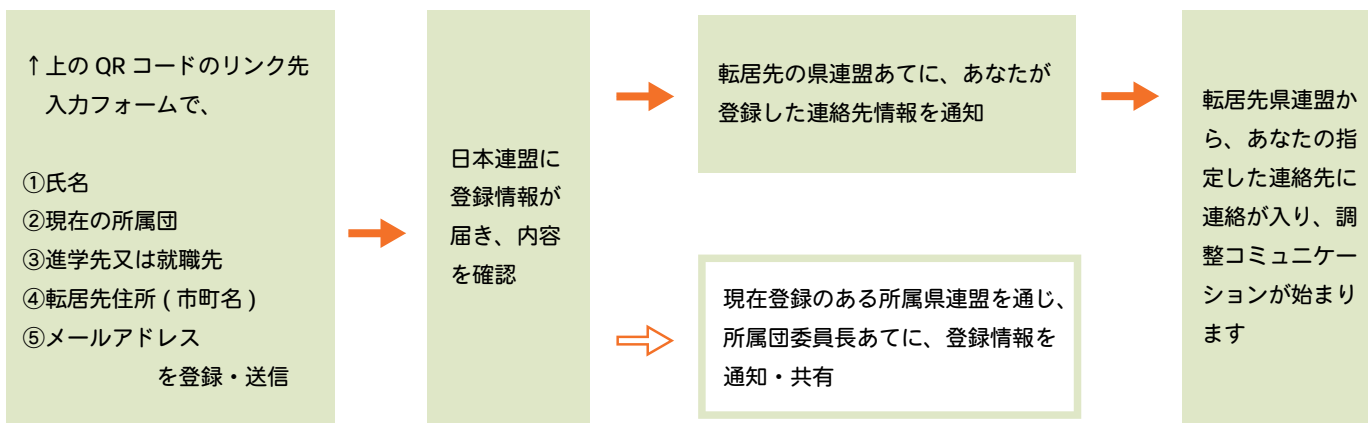 ↑上の QR コードのリンク先
入力フォームで、
①氏名
②現在の所属団
③進学先又は就職先
④転居先住所 ( 市町名 )
⑤メールアドレス
を登録・送信
日本連盟に
登録情報が
届き、内容
を確認
転居先の県連盟あてに、あなたが
登録した連絡先情報を通知
現在登録のある所属県連盟を通じ、
所属団委員長あてに、登録情報を
通知・共有
転居先県連盟か
ら、あなたの指
定した連絡先に
連絡が入り、調
整コミュニケー
ションが始まり
ます